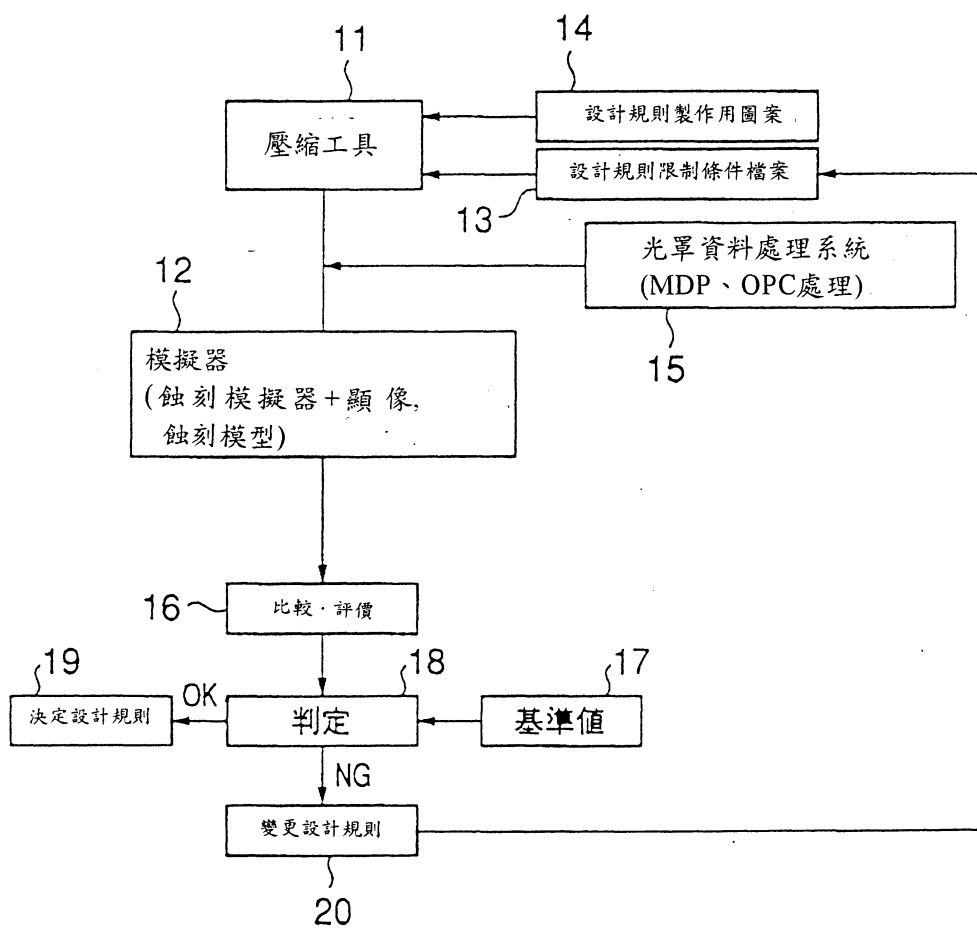 11
14
壓縮工具
設計規則製作用圖案
設計規則限制條件檔案
13
光罩資料處理系統
(MDP、OPC處理)
15
12
模擬器
(蝕刻模擬器+顯像,
蝕刻模型)
16
比較·評價
19
OK
18
17
決定設計規則
判定
基準值
NG
變更設計規則
20